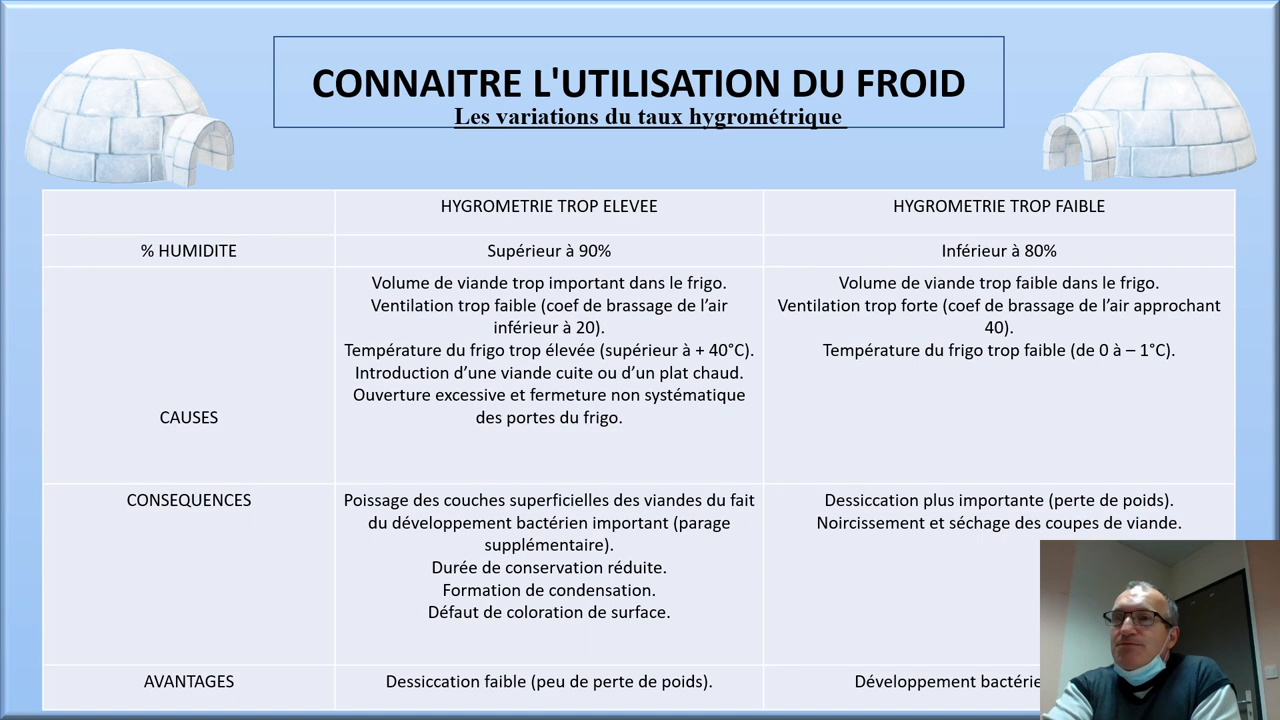 CONNAITRE L'UTILISATION DU FROID
Les variations du taux hygrométrique
HYGROMETRIE TROP ELEVEE
HYGROMETRIE TROP FAIBLE
% HUMIDITE
Supérieur à 90%
Inférieur à 80%
CAUSES
Volume de viande trop important dans le frigo.
Ventilation trop faible (coef de brassage de l’air
inférieur à 20).
Température du frigo trop élevée (supérieur à + 40°C).
Introduction d’une viande cuite ou d’un plat chaud.
Ouverture excessive et fermeture non systématique
des portes du frigo.
Volume de viande trop faible dans le frigo.
Ventilation trop forte (coef de brassage de l’air approchant
40).
Température du frigo trop faible (de 0 à – 1°C).
CONSEQUENCES
Poissage des couches superficielles des viandes du fait
du développement bactérien important (parage
supplémentaire).
Durée de conservation réduite.
Formation de condensation.
Défaut de coloration de surface.
Dessiccation plus importante (perte de poids).
Noircissement et séchage des coupes de viande.
AVANTAGES
Dessiccation faible (peu de perte de poids).
Développement